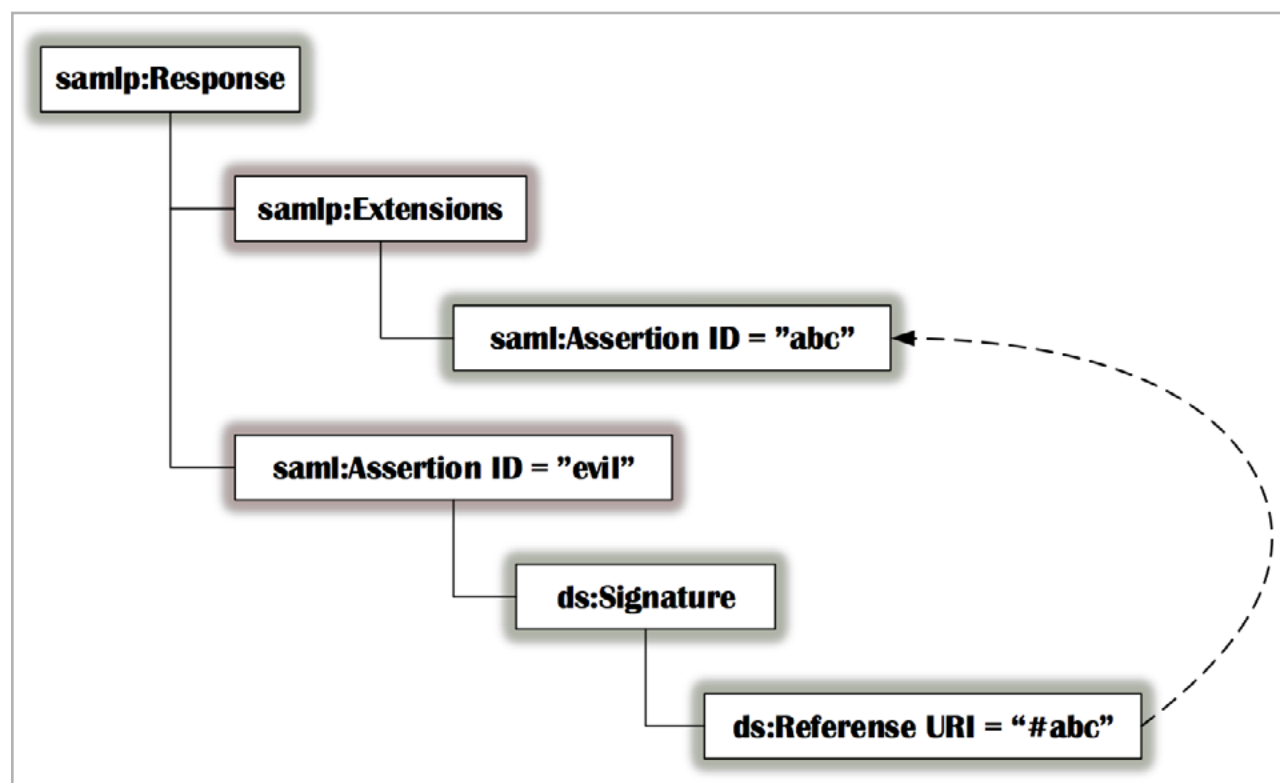 samlp:Response
samlp:Extensions
saml:Assertion ID = ”abc”
saml:Assertion ID = ”evil”
ds:Signature
ds:Referense URI = “#abc”